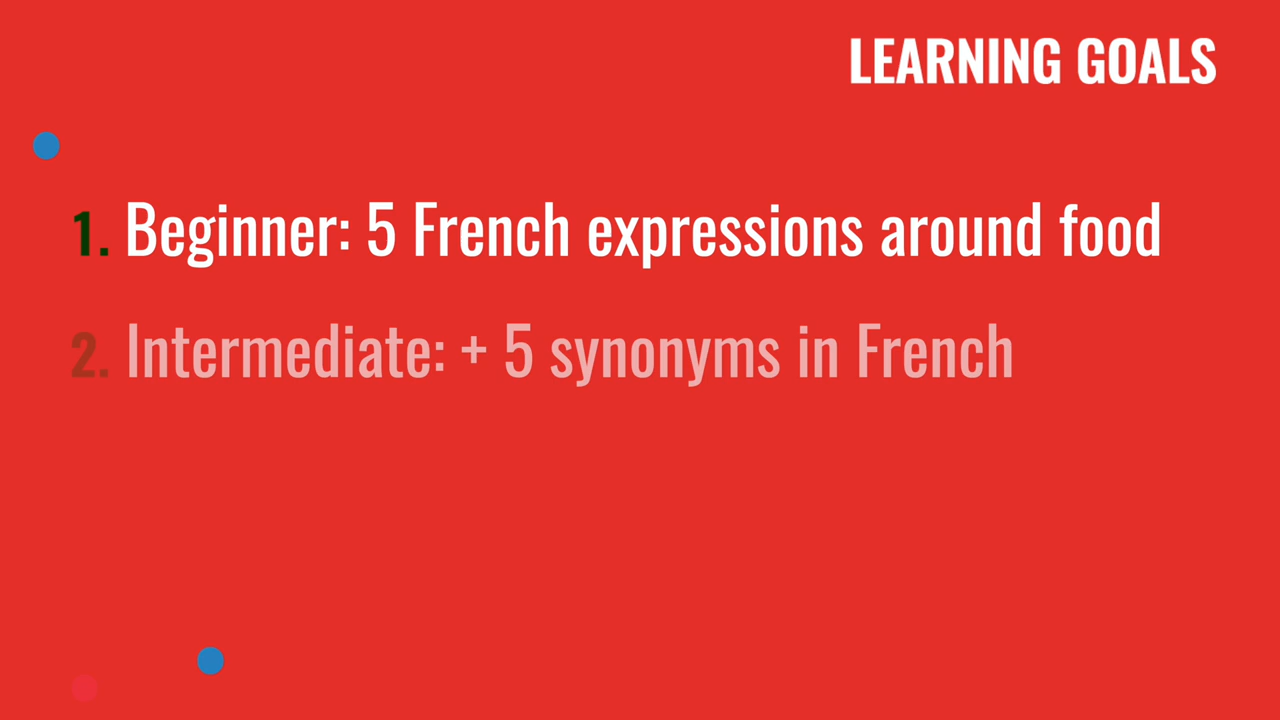 LEARNING GOALS
1. Beginner: 5 French expressions around food
2. Intermediate: + 5 synonyms in French